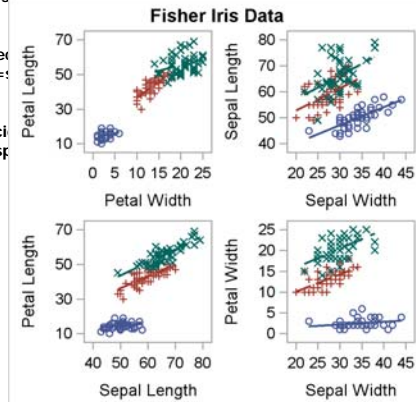 Fisher Iris Data
Petal Length
70
50
30
10
0 5 10 15 20 25
Petal Width
Sepal Length
80
70
60
50
40
20 25 30 35 40 45
Sepal Width
Petal Length
70
50
30
10
40 50 60 70 80
Sepal Length
Petal Width
25
20
15
10
5
0
20 25 30 35 40 45
Sepal Width